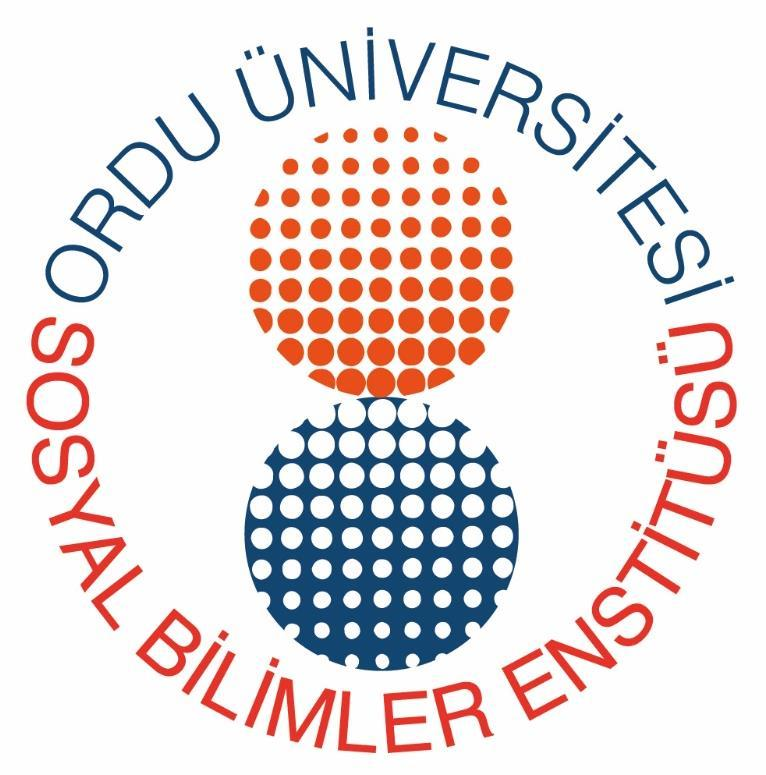 ORDU ÜNİVERSİTESİ
SOSYAL BİLİMLER ENSTİTÜSÜ